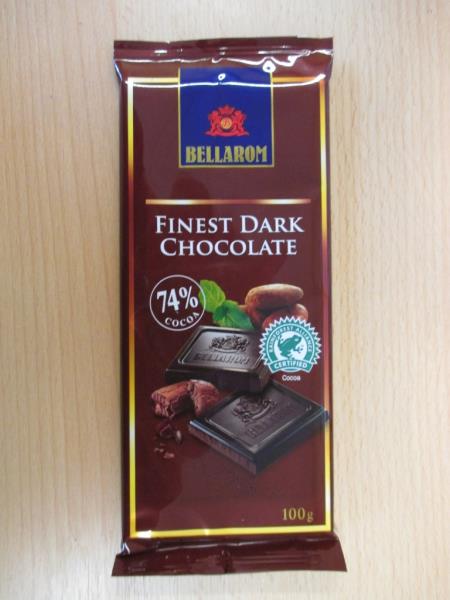 BELLAROM
FINEST DARK
CHOCOLATE
74%
COCOA
RAINFOREST ALLIANCE
CERTIFIED
Cocoa
BELLAROM
BELLAROM
100g